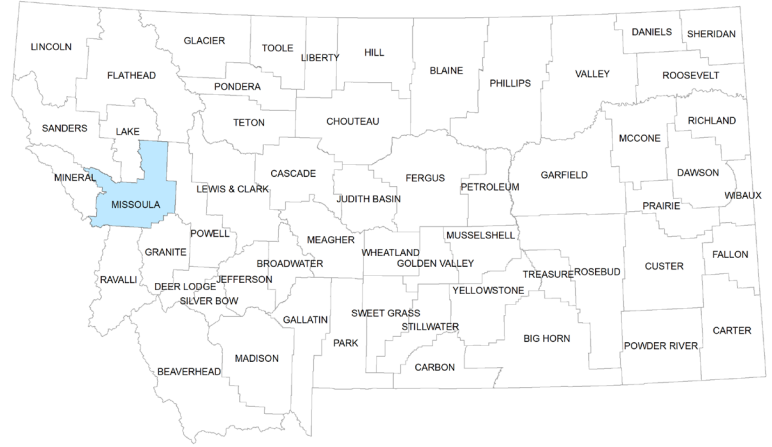 LINCOLN
GLACIER
TOOLE
LIBERTY
HILL
BLAINE
PHILLIPS
VALLEY
DANIELS
SHERIDAN
ROOSEVELT
FLATHEAD
PONDERA
TETON
CHOUTEAU
RICHLAND
SANDERS
LAKE
MCCONE
MINERAL
MISSOULA
LEWIS & CLARK
CASCADE
JUDITH BASIN
FERGUS
PETROLEUM
GARFIELD
DAWSON
PRAIRIE
WIBAUX
POWELL
GRANITE
RAVALLI
MEAGHER
BROADWATER
WHEATLAND
GOLDEN VALLEY
MUSSELSHELL
DEER LODGE
JEFFERSON
SILVER BOW
TREASURE
ROSEBUD
CUSTER
FALLON
YELLOWSTONE
GALLATIN
SWEET GRASS
STILLWATER
PARK
BIG HORN
POWDER RIVER
CARTER
BEAVERHEAD
MADISON
CARBON